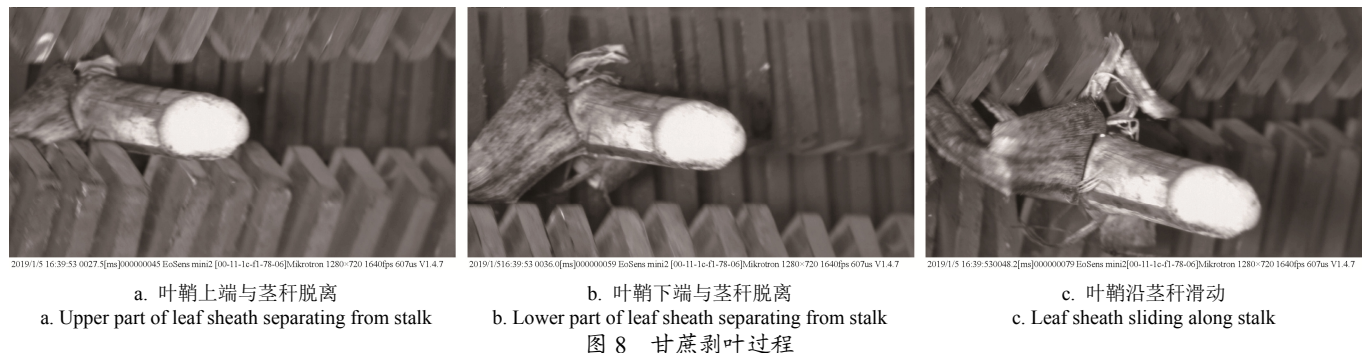 2019/1/5 16:39:53 0027.5[ms]000000045 EoSens mini2 [00-11-1c-f1-78-06]Mikrotron 1280×720 1640fps 607us V1.4.7
2019/1/516:39:53 0036.0[ms]000000059 EoSens mini2 [00-11-1c-f1-78-06]Mikrotron 1280×720 1640fps 607us V1.4.7
2019/1/5 16:39:530048.2[ms]000000079 EoSens mini2[00-11-1c-f1-78-06]Mikrotron 1280×720 1640fps 607us V1.4.7
a. 叶鞘上端与茎秆脱离
a. Upper part of leaf sheath separating from stalk
b. 叶鞘下端与茎秆脱离
b. Lower part of leaf sheath separating from stalk
c. 叶鞘沿茎秆滑动
c. Leaf sheath sliding along stalk
图 8 甘蔗剥叶过程